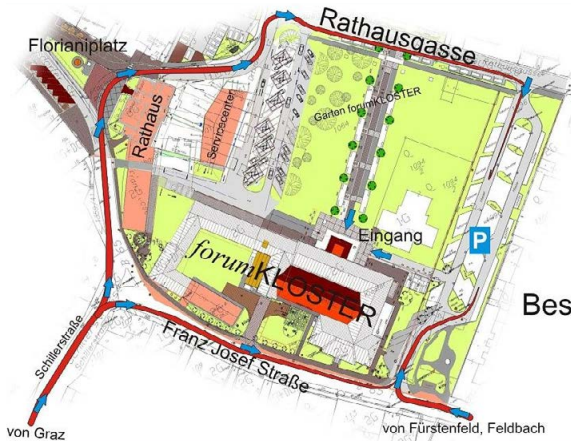 Rathausgasse
Florianiplatz
Garten forumKLOSTER
Rathaus
Servicecenter
Eingang
P
forumKLOSTER
Bes
Franz-Josef Straße
Schillerstraße
von Graz
von Fürstenfeld, Feldbach